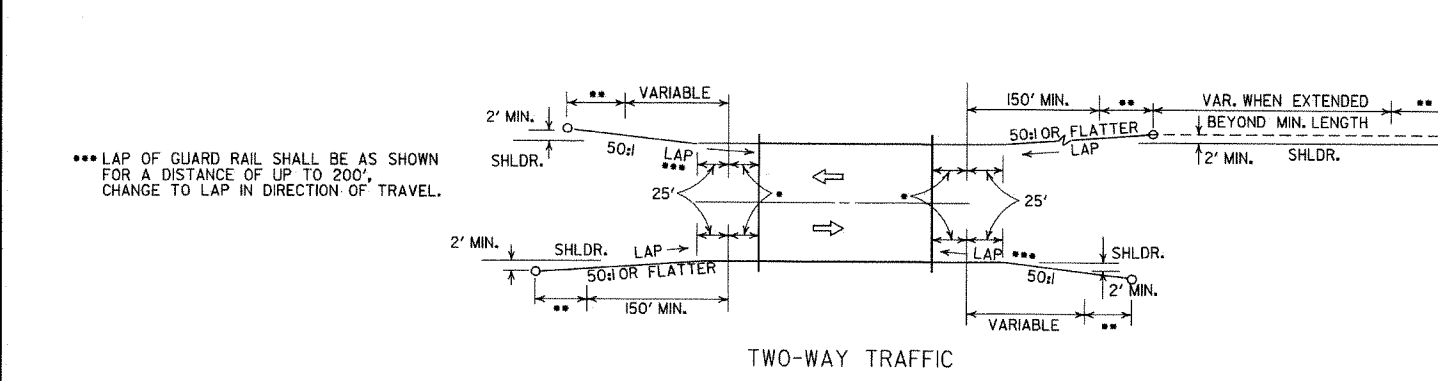 ** VARIABLE
150' MIN. ** VAR. WHEN EXTENDED **
BEYOND MIN. LENGTH
2' MIN.
SHLDR.
50:1
LAP
***
50:1 OR FLATTER
LAP
2' MIN. SHLDR.
*** LAP OF GUARD RAIL SHALL BE AS SHOWN
FOR A DISTANCE OF UP TO 200',
CHANGE TO LAP IN DIRECTION OF TRAVEL.
25' *
* 25'
2' MIN.
SHLDR.
LAP
50:1 OR FLATTER
LAP ***
SHLDR.
50:1
2' MIN.
** 150' MIN.
VARIABLE **
TWO-WAY TRAFFIC